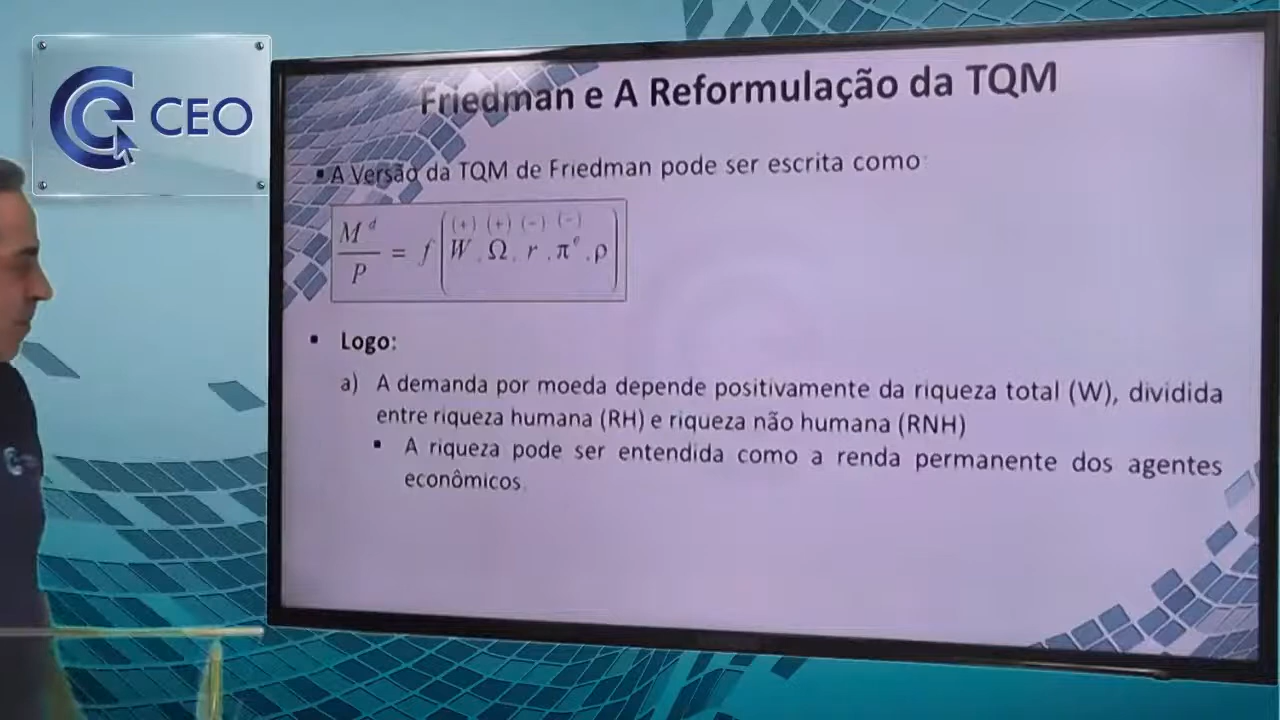 CEO
Friedman e A Reformulação da TQM
▪ A Versão da TQM de Friedman pode ser escrita como
M^d / P = f ( W^(+) , Ω^(+) , r^(-) , π^e^(-) , ρ )
▪ Logo:
a) A demanda por moeda depende positivamente da riqueza total (W), dividida
entre riqueza humana (RH) e riqueza não humana (RNH)
▪ A riqueza pode ser entendida como a renda permanente dos agentes
econômicos.